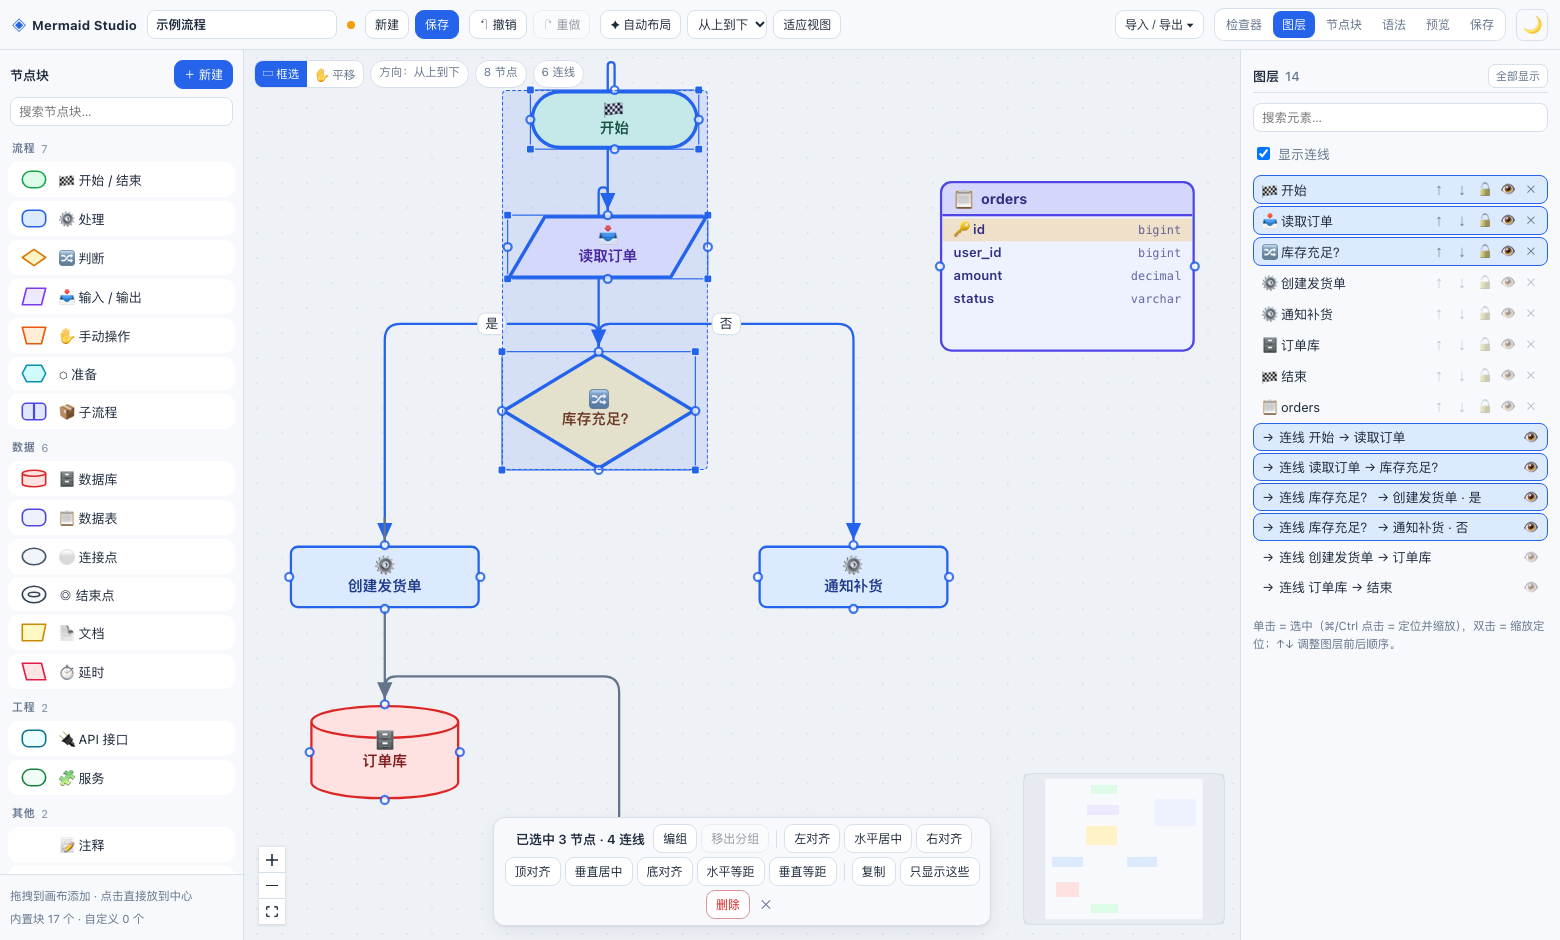 Mermaid Studio
示例流程
新建
保存
撤销
重做
自动布局
从上到下
适应视图
导入 / 导出
检查器
图层
节点块
语法
预览
保存
节点块
+ 新建
搜索节点块...
流程 7
开始 / 结束
处理
判断
输入 / 输出
手动操作
准备
子流程
数据 6
数据库
数据表
连接点
结束点
文档
延时
工程 2
API 接口
服务
其他 2
注释
拖拽到画布添加 · 点击直接放到中心
内置块 17 个 · 自定义 0 个
框选
平移
方向：从上到下
8 节点
6 连线
开始
读取订单
是
否
库存充足?
创建发货单
通知补货
订单库
orders
id bigint
user_id bigint
amount decimal
status varchar
已选中 3 节点 · 4 连线
编组
移出分组
左对齐
水平居中
右对齐
顶对齐
垂直居中
底对齐
水平等距
垂直等距
复制
只显示这些
删除
×
图层 14
全部显示
搜索元素...
显示连线
开始 ↑ ↓ ×
读取订单 ↑ ↓ ×
库存充足? ↑ ↓ ×
创建发货单 ↑ ↓ ×
通知补货 ↑ ↓ ×
订单库 ↑ ↓ ×
结束 ↑ ↓ ×
orders ↑ ↓ ×
→ 连线 开始 → 读取订单
→ 连线 读取订单 → 库存充足?
→ 连线 库存充足? → 创建发货单 · 是
→ 连线 库存充足? → 通知补货 · 否
→ 连线 创建发货单 → 订单库
→ 连线 订单库 → 结束
单击 = 选中（⌘/Ctrl 点击 = 定位并缩放），双击 = 缩放定
位；↑↓ 调整图层前后顺序。